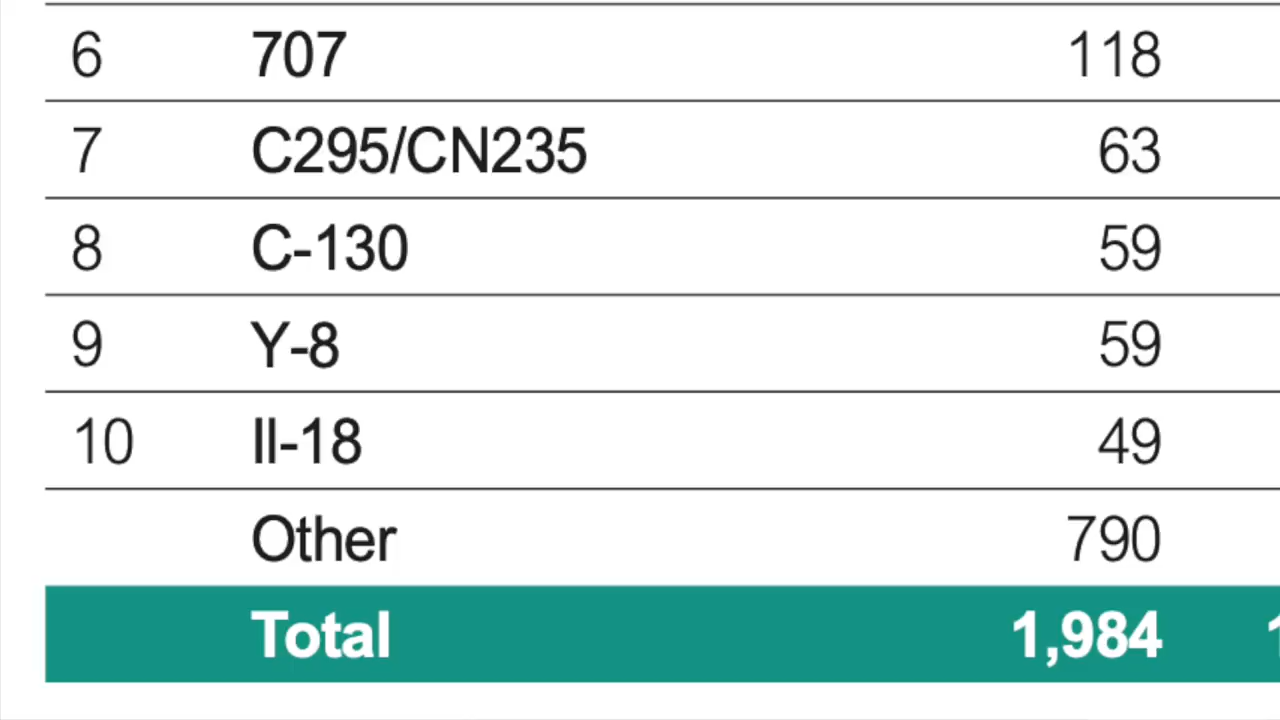 6 707 118
7 C295/CN235 63
8 C-130 59
9 Y-8 59
10 Il-18 49
Other 790
Total 1,984